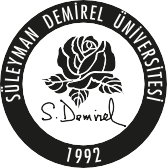 SÜLEYMAN DEMİREL ÜNİVERSİTESİ
S. Demirel
1992